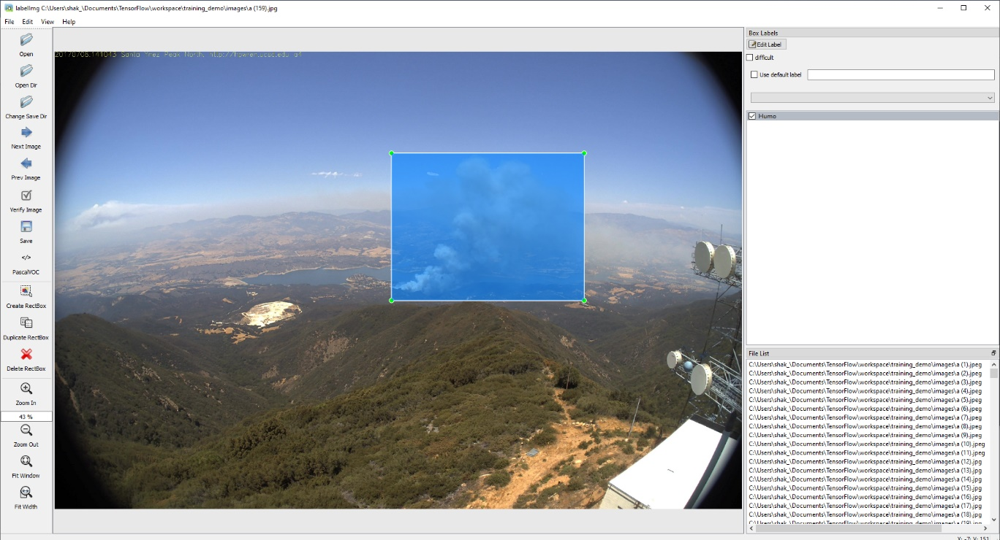 labelImg C:\Users\shak_\Documents\TensorFlow\workspace\training_demo\images\a (159).jpg
File Edit View Help
Open
Open Dir
Change Save Dir
Next Image
Prev Image
Verify Image
Save
</>
PascalVOC
Create RectBox
Duplicate RectBox
Delete RectBox
Zoom In
43 %
Zoom Out
Fit Window
Fit Width
Santa Ynez Peak North.
Box Labels
Edit Label
difficult
Use default label
Humo
File List
C:\Users\shak_\Documents\TensorFlow\workspace\training_demo\images\a (1).jpeg
C:\Users\shak_\Documents\TensorFlow\workspace\training_demo\images\a (2).jpeg
C:\Users\shak_\Documents\TensorFlow\workspace\training_demo\images\a (3).jpeg
C:\Users\shak_\Documents\TensorFlow\workspace\training_demo\images\a (4).jpeg
C:\Users\shak_\Documents\TensorFlow\workspace\training_demo\images\a (5).jpeg
C:\Users\shak_\Documents\TensorFlow\workspace\training_demo\images\a (6).jpeg
C:\Users\shak_\Documents\TensorFlow\workspace\training_demo\images\a (7).jpeg
C:\Users\shak_\Documents\TensorFlow\workspace\training_demo\images\a (8).jpeg
C:\Users\shak_\Documents\TensorFlow\workspace\training_demo\images\a (9).jpeg
C:\Users\shak_\Documents\TensorFlow\workspace\training_demo\images\a (10).jpeg
C:\Users\shak_\Documents\TensorFlow\workspace\training_demo\images\a (11).jpeg
C:\Users\shak_\Documents\TensorFlow\workspace\training_demo\images\a (12).jpg
C:\Users\shak_\Documents\TensorFlow\workspace\training_demo\images\a (13).jpg
C:\Users\shak_\Documents\TensorFlow\workspace\training_demo\images\a (14).jpg
C:\Users\shak_\Documents\TensorFlow\workspace\training_demo\images\a (15).jpg
C:\Users\shak_\Documents\TensorFlow\workspace\training_demo\images\a (16).jpg
C:\Users\shak_\Documents\TensorFlow\workspace\training_demo\images\a (17).jpg
C:\Users\shak_\Documents\TensorFlow\workspace\training_demo\images\a (18).jpg
C:\Users\shak_\Documents\TensorFlow\workspace\training_demo\images\a (19).jpg
X: -7; Y: 151